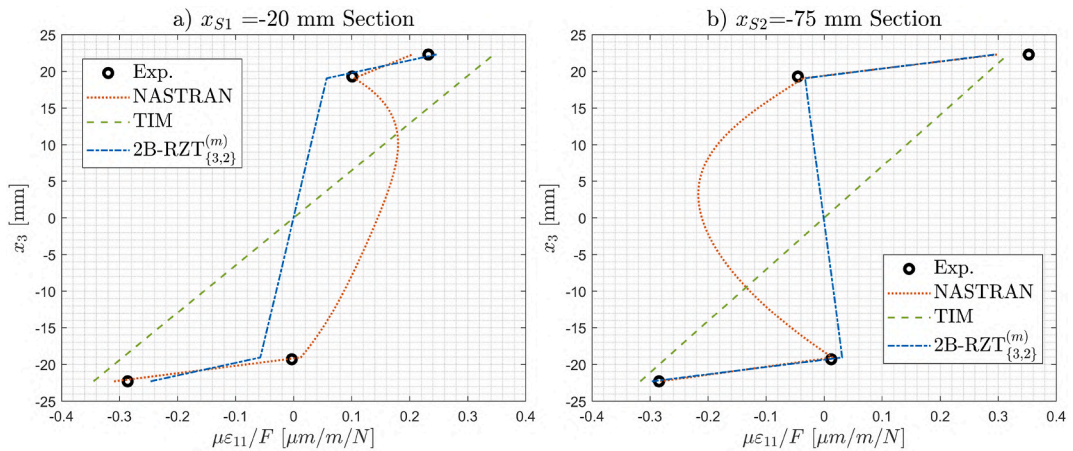 a) x_{S1} =-20 mm Section
25
20
15
10
5
0
-5
-10
-15
-20
-25
x_3 [mm]
Exp.
NASTRAN
TIM
2B-RZT^{(m)}_{\{3,2\}}
-0.4 -0.3 -0.2 -0.1 0 0.1 0.2 0.3 0.4
με_{11}/F [μm/m/N]
b) x_{S2}=-75 mm Section
25
20
15
10
5
0
-5
-10
-15
-20
-25
x_3 [mm]
Exp.
NASTRAN
TIM
2B-RZT^{(m)}_{\{3,2\}}
-0.4 -0.3 -0.2 -0.1 0 0.1 0.2 0.3 0.4
με_{11}/F [μm/m/N]